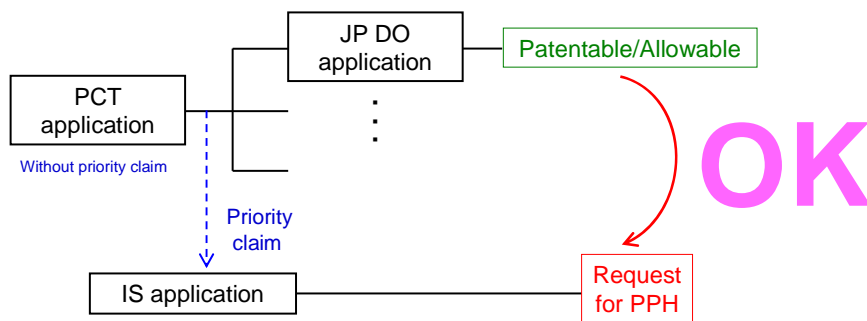 JP DO
application
Patentable/Allowable
PCT
application
Without priority claim
OK
Priority
claim
IS application
Request
for PPH